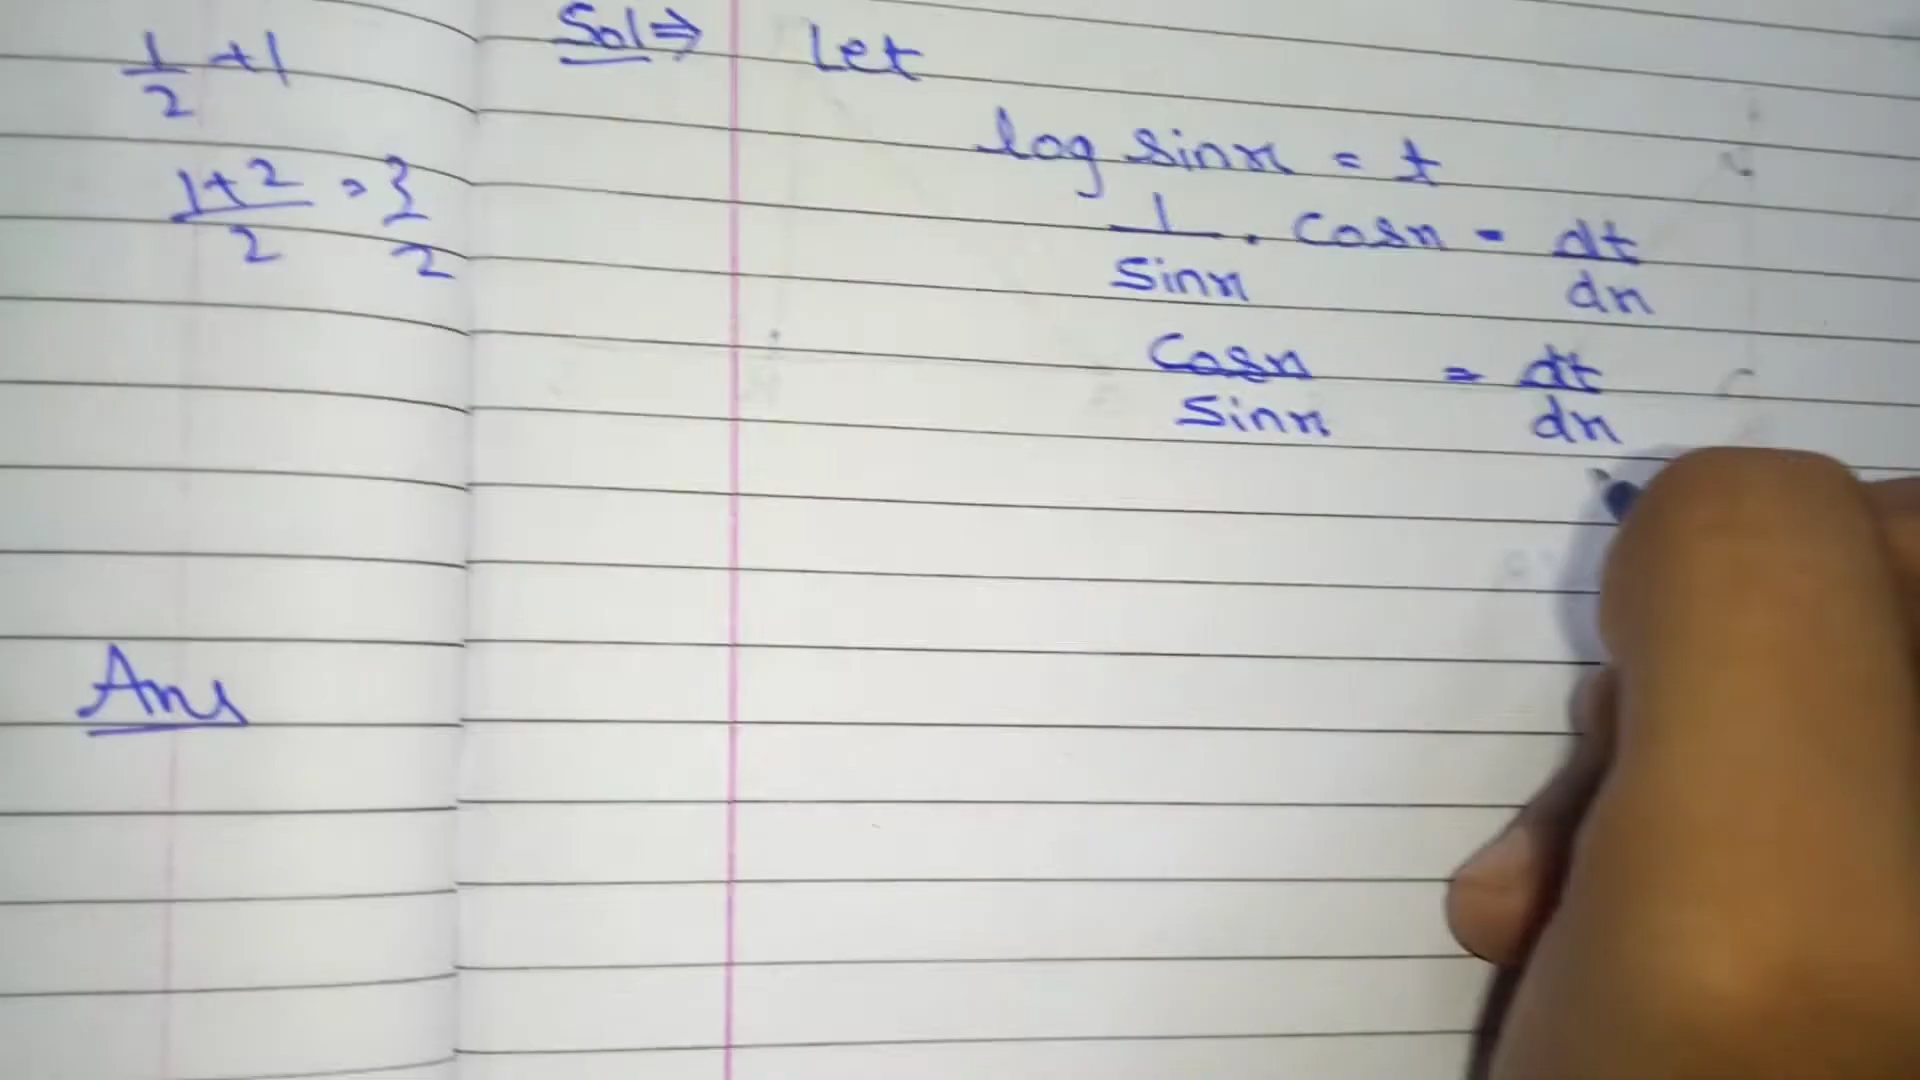 1/2 +1
1+2/2 = 3/2
Ans
Sol⇒ Let
log sinx = t
1/sinx . cosx = dt/dx
cosx/sinx = dt/dx